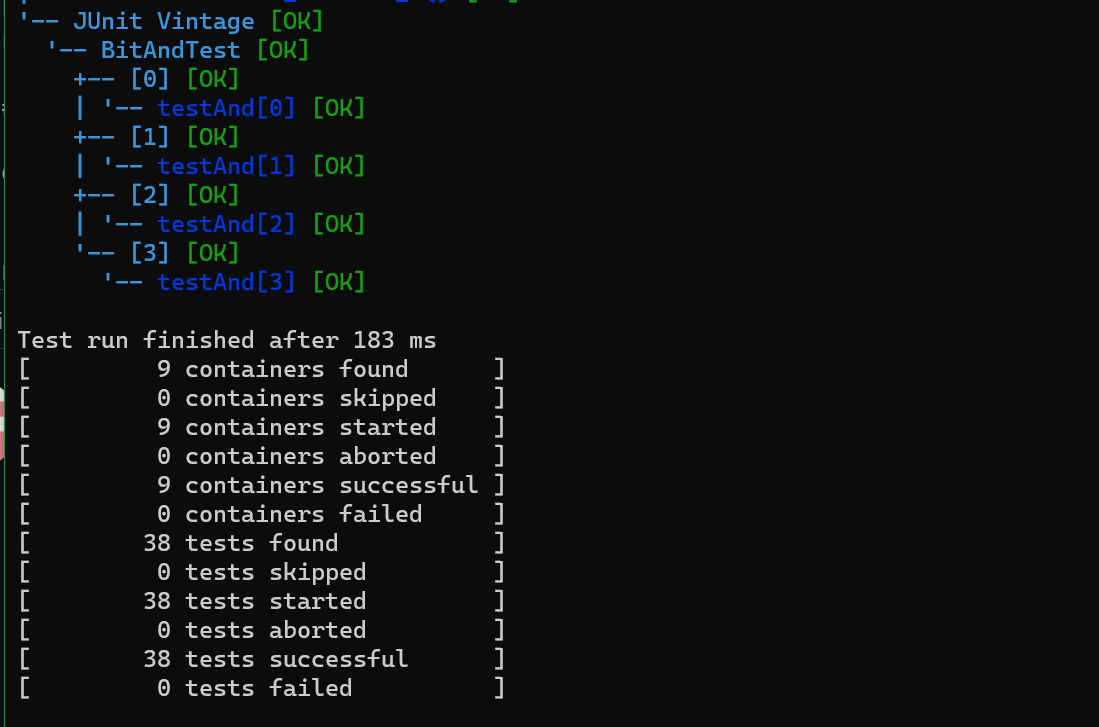 '-- JUnit Vintage [OK]
  '-- BitAndTest [OK]
    +-- [0] [OK]
    | '-- testAnd[0] [OK]
    +-- [1] [OK]
    | '-- testAnd[1] [OK]
    +-- [2] [OK]
    | '-- testAnd[2] [OK]
    '-- [3] [OK]
      '-- testAnd[3] [OK]

Test run finished after 183 ms
[         9 containers found      ]
[         0 containers skipped    ]
[         9 containers started    ]
[         0 containers aborted    ]
[         9 containers successful ]
[         0 containers failed     ]
[        38 tests found           ]
[         0 tests skipped         ]
[        38 tests started         ]
[         0 tests aborted         ]
[        38 tests successful      ]
[         0 tests failed          ]